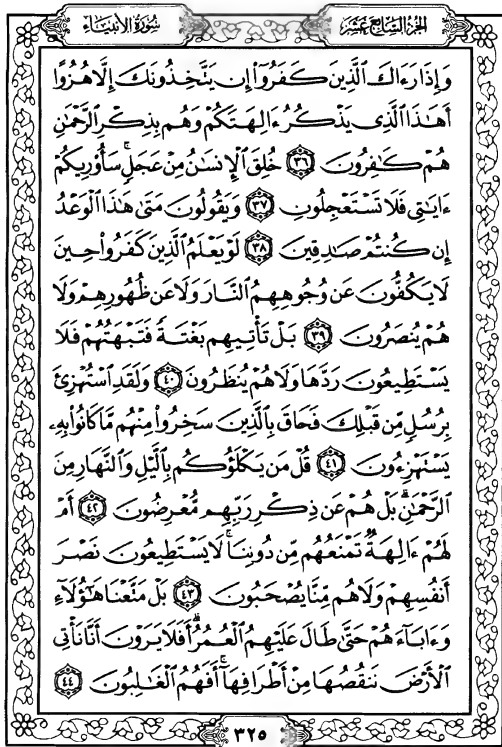 الجزء السابع عشر
سورة الأنبياء
وَإِذَا رَءَاكَ ٱلَّذِينَ كَفَرُوٓا۟ إِن يَتَّخِذُونَكَ إِلَّا هُزُوًا
أَهَٰذَا ٱلَّذِى يَذْكُرُ ءَالِهَتَكُمْ وَهُم بِذِكْرِ ٱلرَّحْمَٰنِ
هُمْ كَٰفِرُونَ ٣٦ خُلِقَ ٱلْإِنسَٰنُ مِنْ عَجَلٍ ۚ سَأُو۟رِيكُمْ
ءَايَٰتِى فَلَا تَسْتَعْجِلُونِ ٣٧ وَيَقُولُونَ مَتَىٰ هَٰذَا ٱلْوَعْدُ
إِن كُنتُمْ صَٰدِقِينَ ٣٨ لَوْ يَعْلَمُ ٱلَّذِينَ كَفَرُوا۟ حِينَ
لَا يَكُفُّونَ عَن وُجُوهِهِمُ ٱلنَّارَ وَلَا عَن ظُهُورِهِمْ وَلَا
هُمْ يُنصَرُونَ ٣٩ بَلْ تَأْتِيهِم بَغْتَةً فَتَبْهَتُهُمْ فَلَا
يَسْتَطِيعُونَ رَدَّهَا وَلَا هُمْ يُنظَرُونَ ٤٠ وَلَقَدِ ٱسْتُهْزِئَ
بِرُسُلٍ مِّن قَبْلِكَ فَحَاقَ بِٱلَّذِينَ سَخِرُوا۟ مِنْهُم مَّا كَانُوا۟ بِهِۦ
يَسْتَهْزِءُونَ ٤١ قُلْ مَن يَكْلَؤُكُم بِٱلَّيْلِ وَٱلنَّهَارِ مِنَ
ٱلرَّحْمَٰنِ ۗ بَلْ هُمْ عَن ذِكْرِ رَبِّهِم مُّعْرِضُونَ ٤٢ أَمْ
لَهُمْ ءَالِهَةٌ تَمْنَعُهُم مِّن دُونِنَا ۚ لَا يَسْتَطِيعُونَ نَصْرَ
أَنفُسِهِمْ وَلَا هُم مِّنَّا يُصْحَبُونَ ٤٣ بَلْ مَتَّعْنَا هَٰٓؤُلَآءِ
وَءَابَآءَهُمْ حَتَّىٰ طَالَ عَلَيْهِمُ ٱلْعُمُرُ ۗ أَفَلَا يَرَوْنَ أَنَّا نَأْتِى
ٱلْأَرْضَ نَنقُصُهَا مِنْ أَطْرَافِهَآ ۚ أَفَهُمُ ٱلْغَٰلِبُونَ ٤٤
٣٢٥